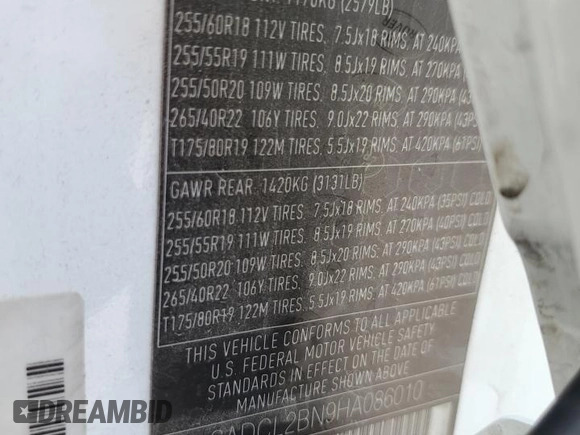 1170KG (2579LB)
255/60R18 112V TIRES. 7.5Jx18 RIMS. AT 240KPA
255/55R19 111W TIRES. 8.5Jx19 RIMS. AT 270KPA
255/50R20 109W TIRES. 8.5Jx20 RIMS. AT 290KPA (43
265/40R22 106Y TIRES. 9.0Jx22 RIMS. AT 290KPA (43PSI
T175/80R19 122M TIRES. 5.5Jx19 RIMS. AT 420KPA (61PSI)
GAWR REAR. 1420KG (3131LB)
255/60R18 112V TIRES. 7.5Jx18 RIMS. AT 240KPA (35PSI) COLD
255/55R19 111W TIRES. 8.5Jx19 RIMS. AT 270KPA (40PSI) COLD
255/50R20 109W TIRES. 8.5Jx20 RIMS. AT 290KPA (43PSI) COLD
265/40R22 106Y TIRES. 9.0Jx22 RIMS. AT 290KPA (43PSI) COLD
T175/80R19 122M TIRES. 5.5Jx19 RIMS. AT 420KPA (61PSI) COLD
THIS VEHICLE CONFORMS TO ALL APPLICABLE
U.S. FEDERAL MOTOR VEHICLE SAFETY
STANDARDS IN EFFECT ON THE DATE OF
MANUFACTURE SHOWN ABOVE
ADCL2BN9HA086010
RIDESAFELY